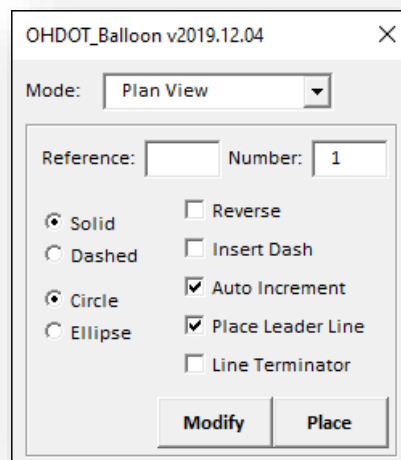 OHDOT_Balloon v2019.12.04
Mode: Plan View
Reference: Number: 1
Solid
Dashed
Circle
Ellipse
Reverse
Insert Dash
Auto Increment
Place Leader Line
Line Terminator
Modify Place